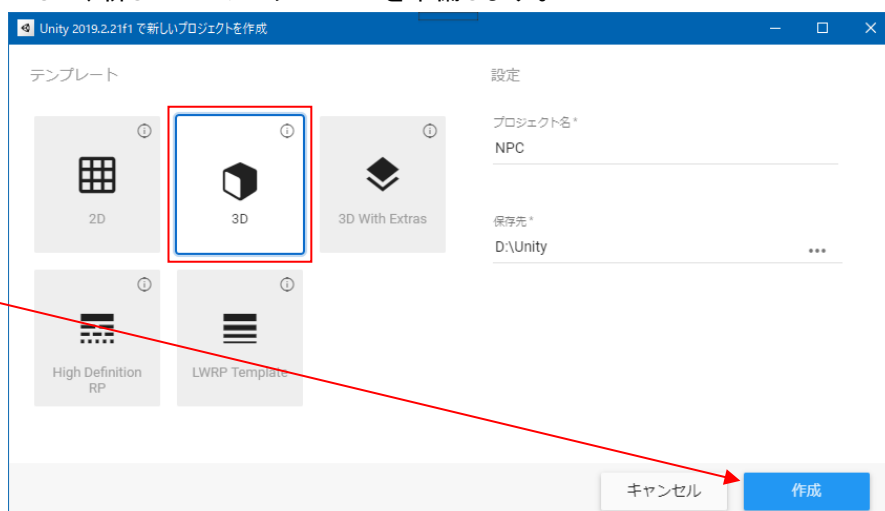 Unity 2019.2.21f1 で新しいプロジェクトを作成
テンプレート
2D
3D
3D With Extras
High Definition
RP
LWRP Template
設定
プロジェクト名*
NPC
保存先*
D:\Unity
キャンセル
作成